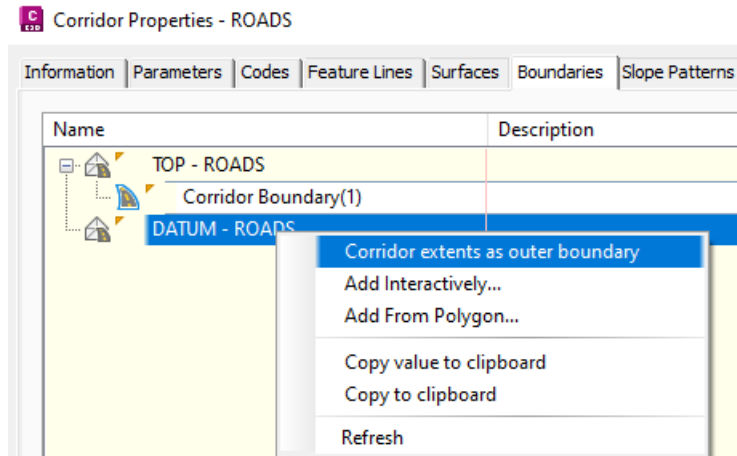 C
C3D
Corridor Properties - ROADS
Information Parameters Codes Feature Lines Surfaces Boundaries Slope Patterns
Name Description
TOP - ROADS
Corridor Boundary(1)
DATUM - ROADS
Corridor extents as outer boundary
Add Interactively...
Add From Polygon...
Copy value to clipboard
Copy to clipboard
Refresh